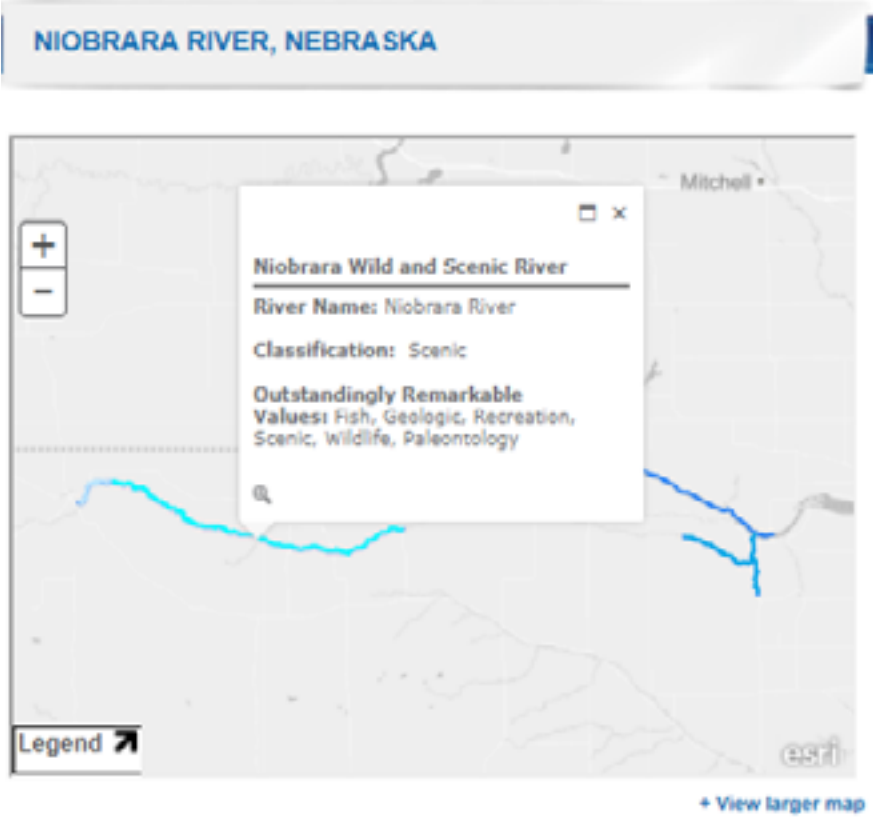 NIOBRARA RIVER, NEBRASKA
Mitchell
+
Niobrara Wild and Scenic River
−
River Name: Niobrara River
Classification: Scenic
Outstandingly Remarkable
Values: Fish, Geologic, Recreation,
Scenic, Wildlife, Paleontology
Legend
esri
+ View larger map